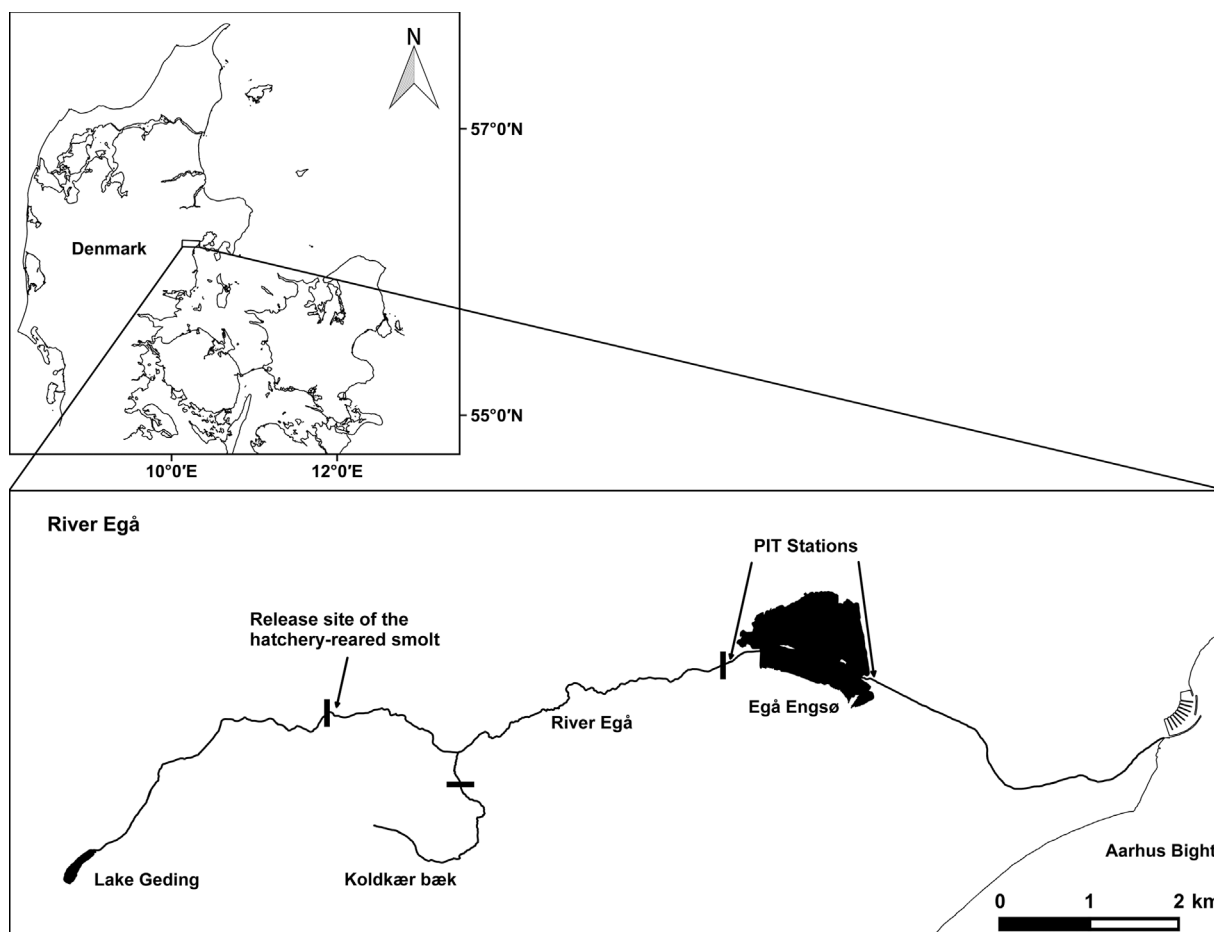 N
57°0'N
Denmark
55°0'N
10°0'E
12°0'E
River Egå
PIT Stations
Release site of the
hatchery-reared smolt
River Egå
Egå Engsø
Aarhus Bight
Lake Geding
Koldkær bæk
0 1 2 km